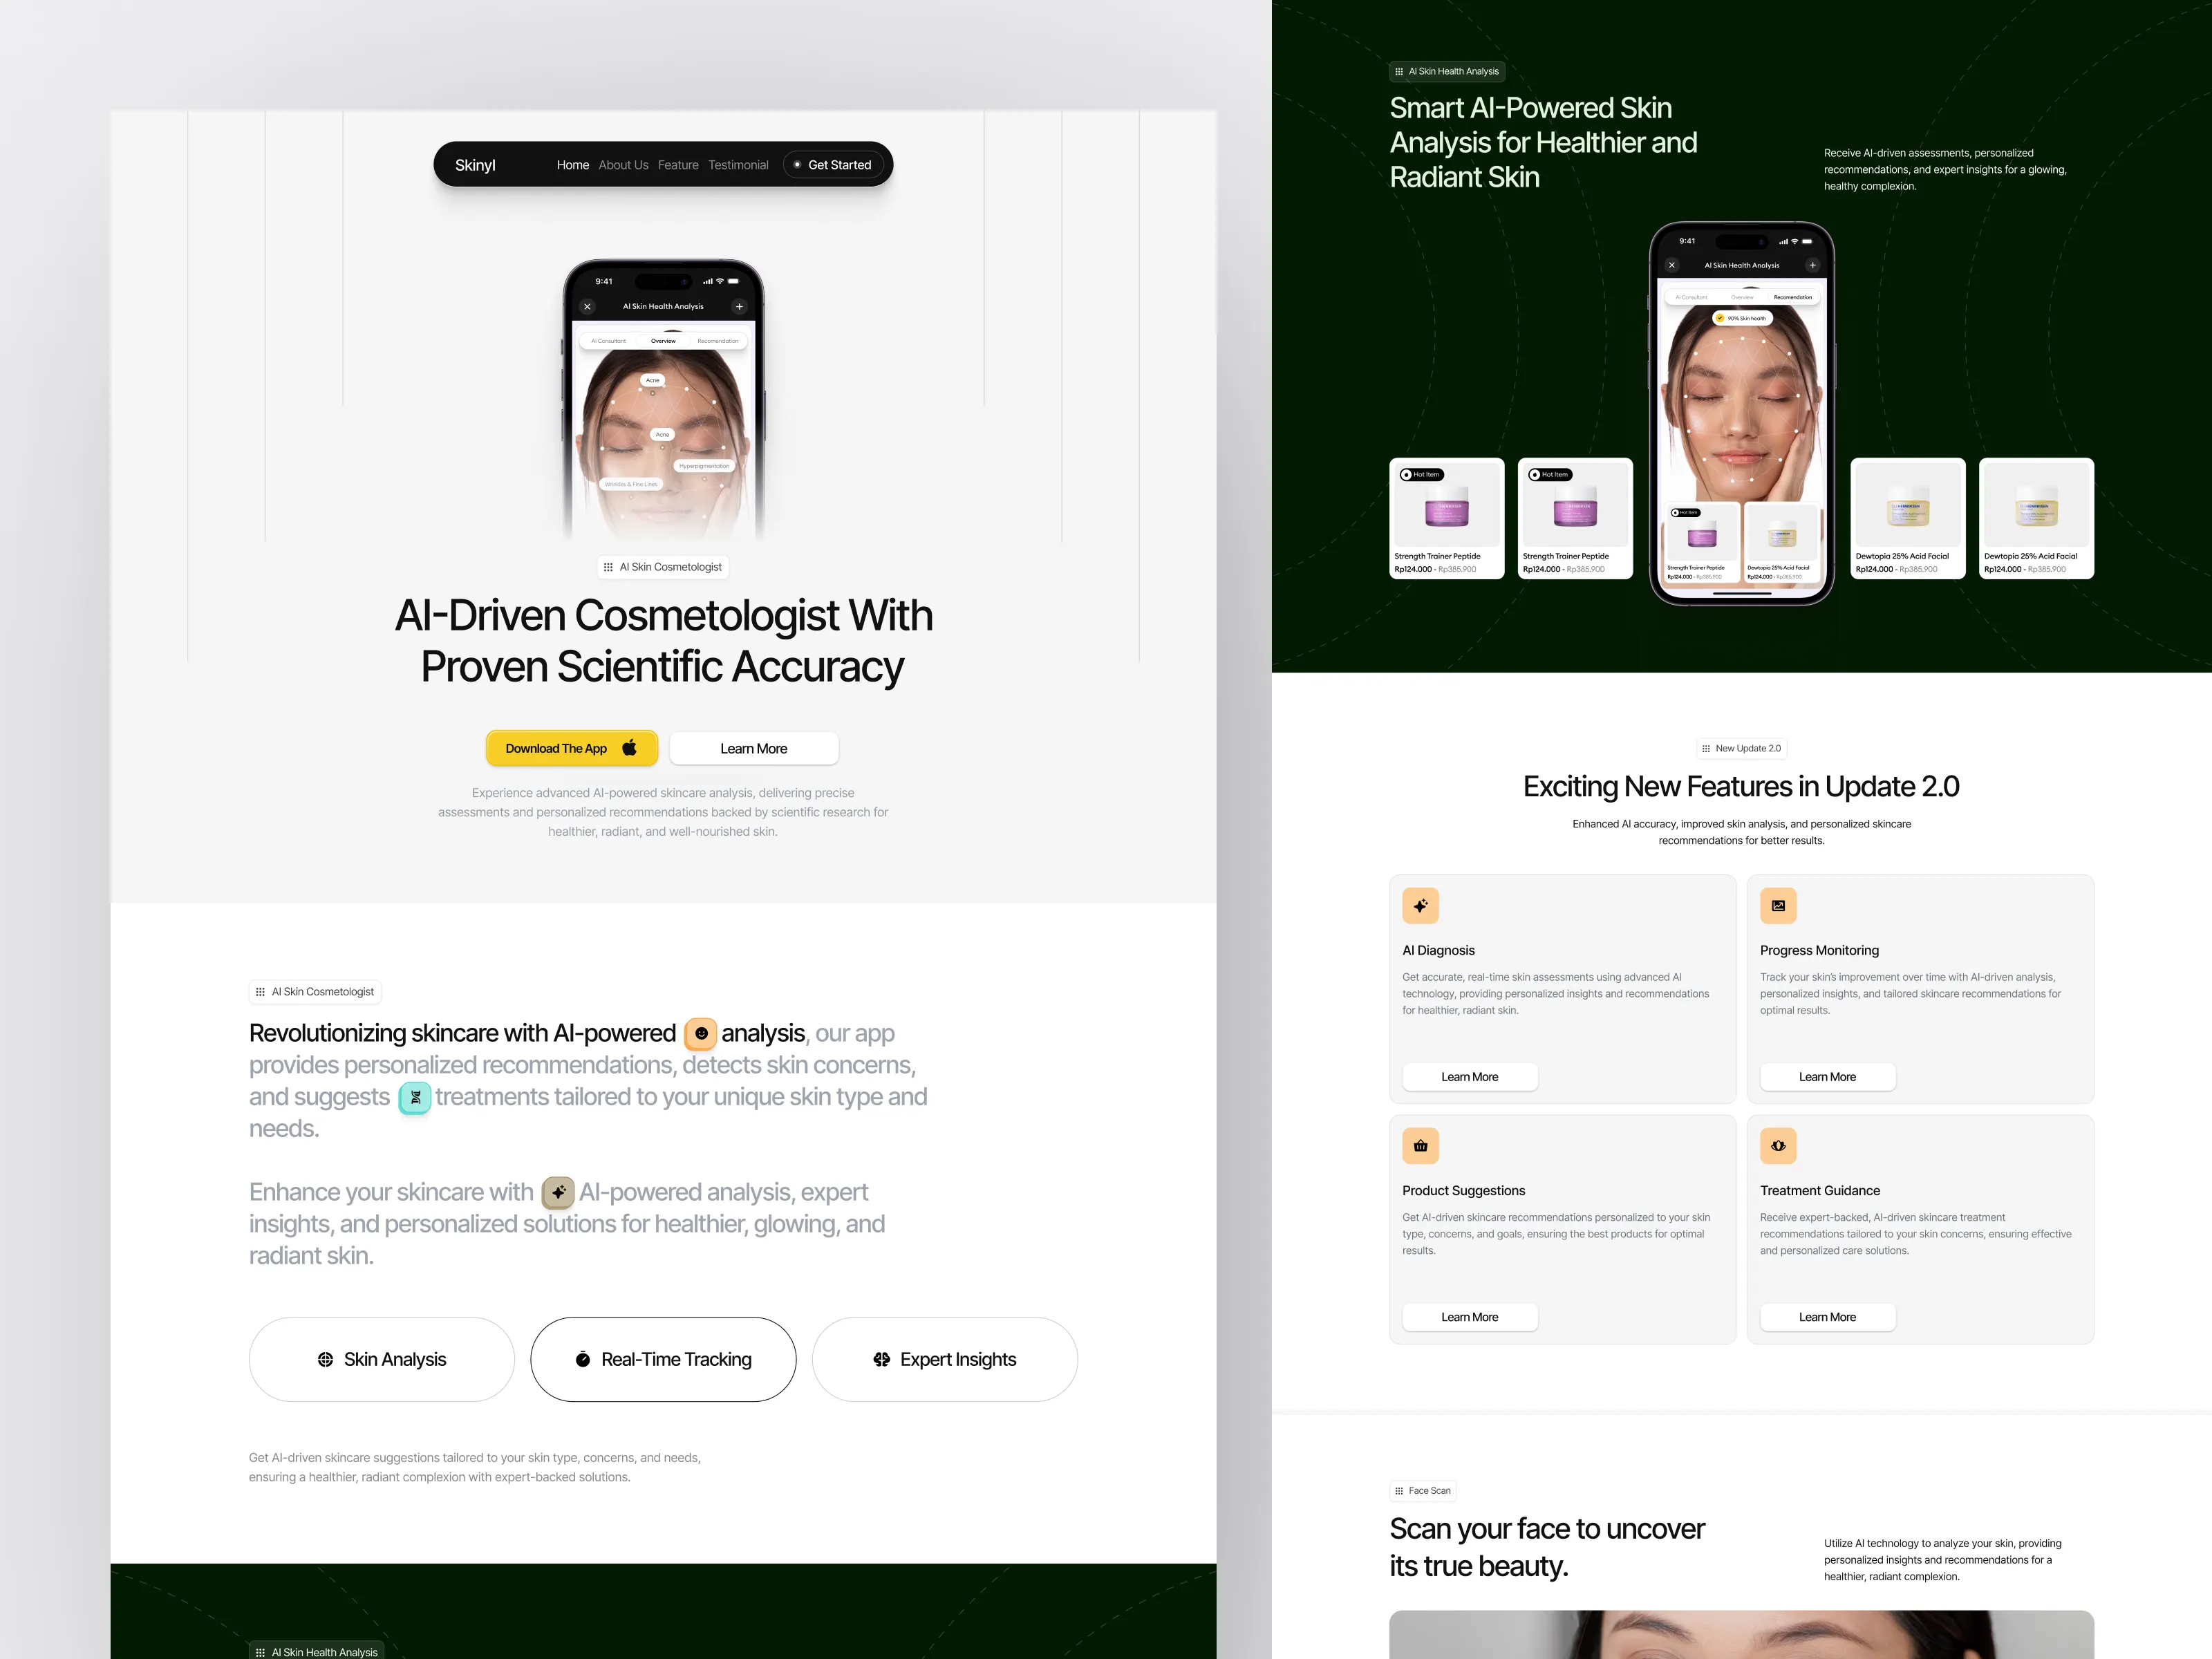 Skinyl
Home About Us Feature Testimonial
Get Started
9:41
AI Skin Health Analysis
Ai Consultant Overview Recomendation
Acne
Acne
Hyperpigmentation
Wrinkles & Fine Lines
AI Skin Cosmetologist
AI-Driven Cosmetologist With
Proven Scientific Accuracy
Download The App
Learn More
Experience advanced AI-powered skincare analysis, delivering precise
assessments and personalized recommendations backed by scientific research for
healthier, radiant, and well-nourished skin.
AI Skin Cosmetologist
Revolutionizing skincare with AI-powered analysis, our app
provides personalized recommendations, detects skin concerns,
and suggests treatments tailored to your unique skin type and
needs.
Enhance your skincare with AI-powered analysis, expert
insights, and personalized solutions for healthier, glowing, and
radiant skin.
Skin Analysis
Real-Time Tracking
Expert Insights
Get AI-driven skincare suggestions tailored to your skin type, concerns, and needs,
ensuring a healthier, radiant complexion with expert-backed solutions.
AI Skin Health Analysis
AI Skin Health Analysis
Smart AI-Powered Skin
Analysis for Healthier and
Radiant Skin
Receive AI-driven assessments, personalized
recommendations, and expert insights for a glowing,
healthy complexion.
9:41
AI Skin Health Analysis
Ai Consultant Overview Recomendation
90% Skin health
Hot Item
Strength Trainer Peptide
Rp124.000 - Rp385.900
Hot Item
Strength Trainer Peptide
Rp124.000 - Rp385.900
Hot Item
Strength Trainer Peptide
Rp124.000 - Rp385.900
Dewtopia 25% Acid Facial
Rp124.000 - Rp385.900
Dewtopia 25% Acid Facial
Rp124.000 - Rp385.900
Dewtopia 25% Acid Facial
Rp124.000 - Rp385.900
New Update 2.0
Exciting New Features in Update 2.0
Enhanced AI accuracy, improved skin analysis, and personalized skincare
recommendations for better results.
AI Diagnosis
Get accurate, real-time skin assessments using advanced AI
technology, providing personalized insights and recommendations
for healthier, radiant skin.
Learn More
Progress Monitoring
Track your skin's improvement over time with AI-driven analysis,
personalized insights, and tailored skincare recommendations for
optimal results.
Learn More
Product Suggestions
Get AI-driven skincare recommendations personalized to your skin
type, concerns, and goals, ensuring the best products for optimal
results.
Learn More
Treatment Guidance
Receive expert-backed, AI-driven skincare treatment
recommendations tailored to your skin concerns, ensuring effective
and personalized care solutions.
Learn More
Face Scan
Scan your face to uncover
its true beauty.
Utilize AI technology to analyze your skin, providing
personalized insights and recommendations for a
healthier, radiant complexion.